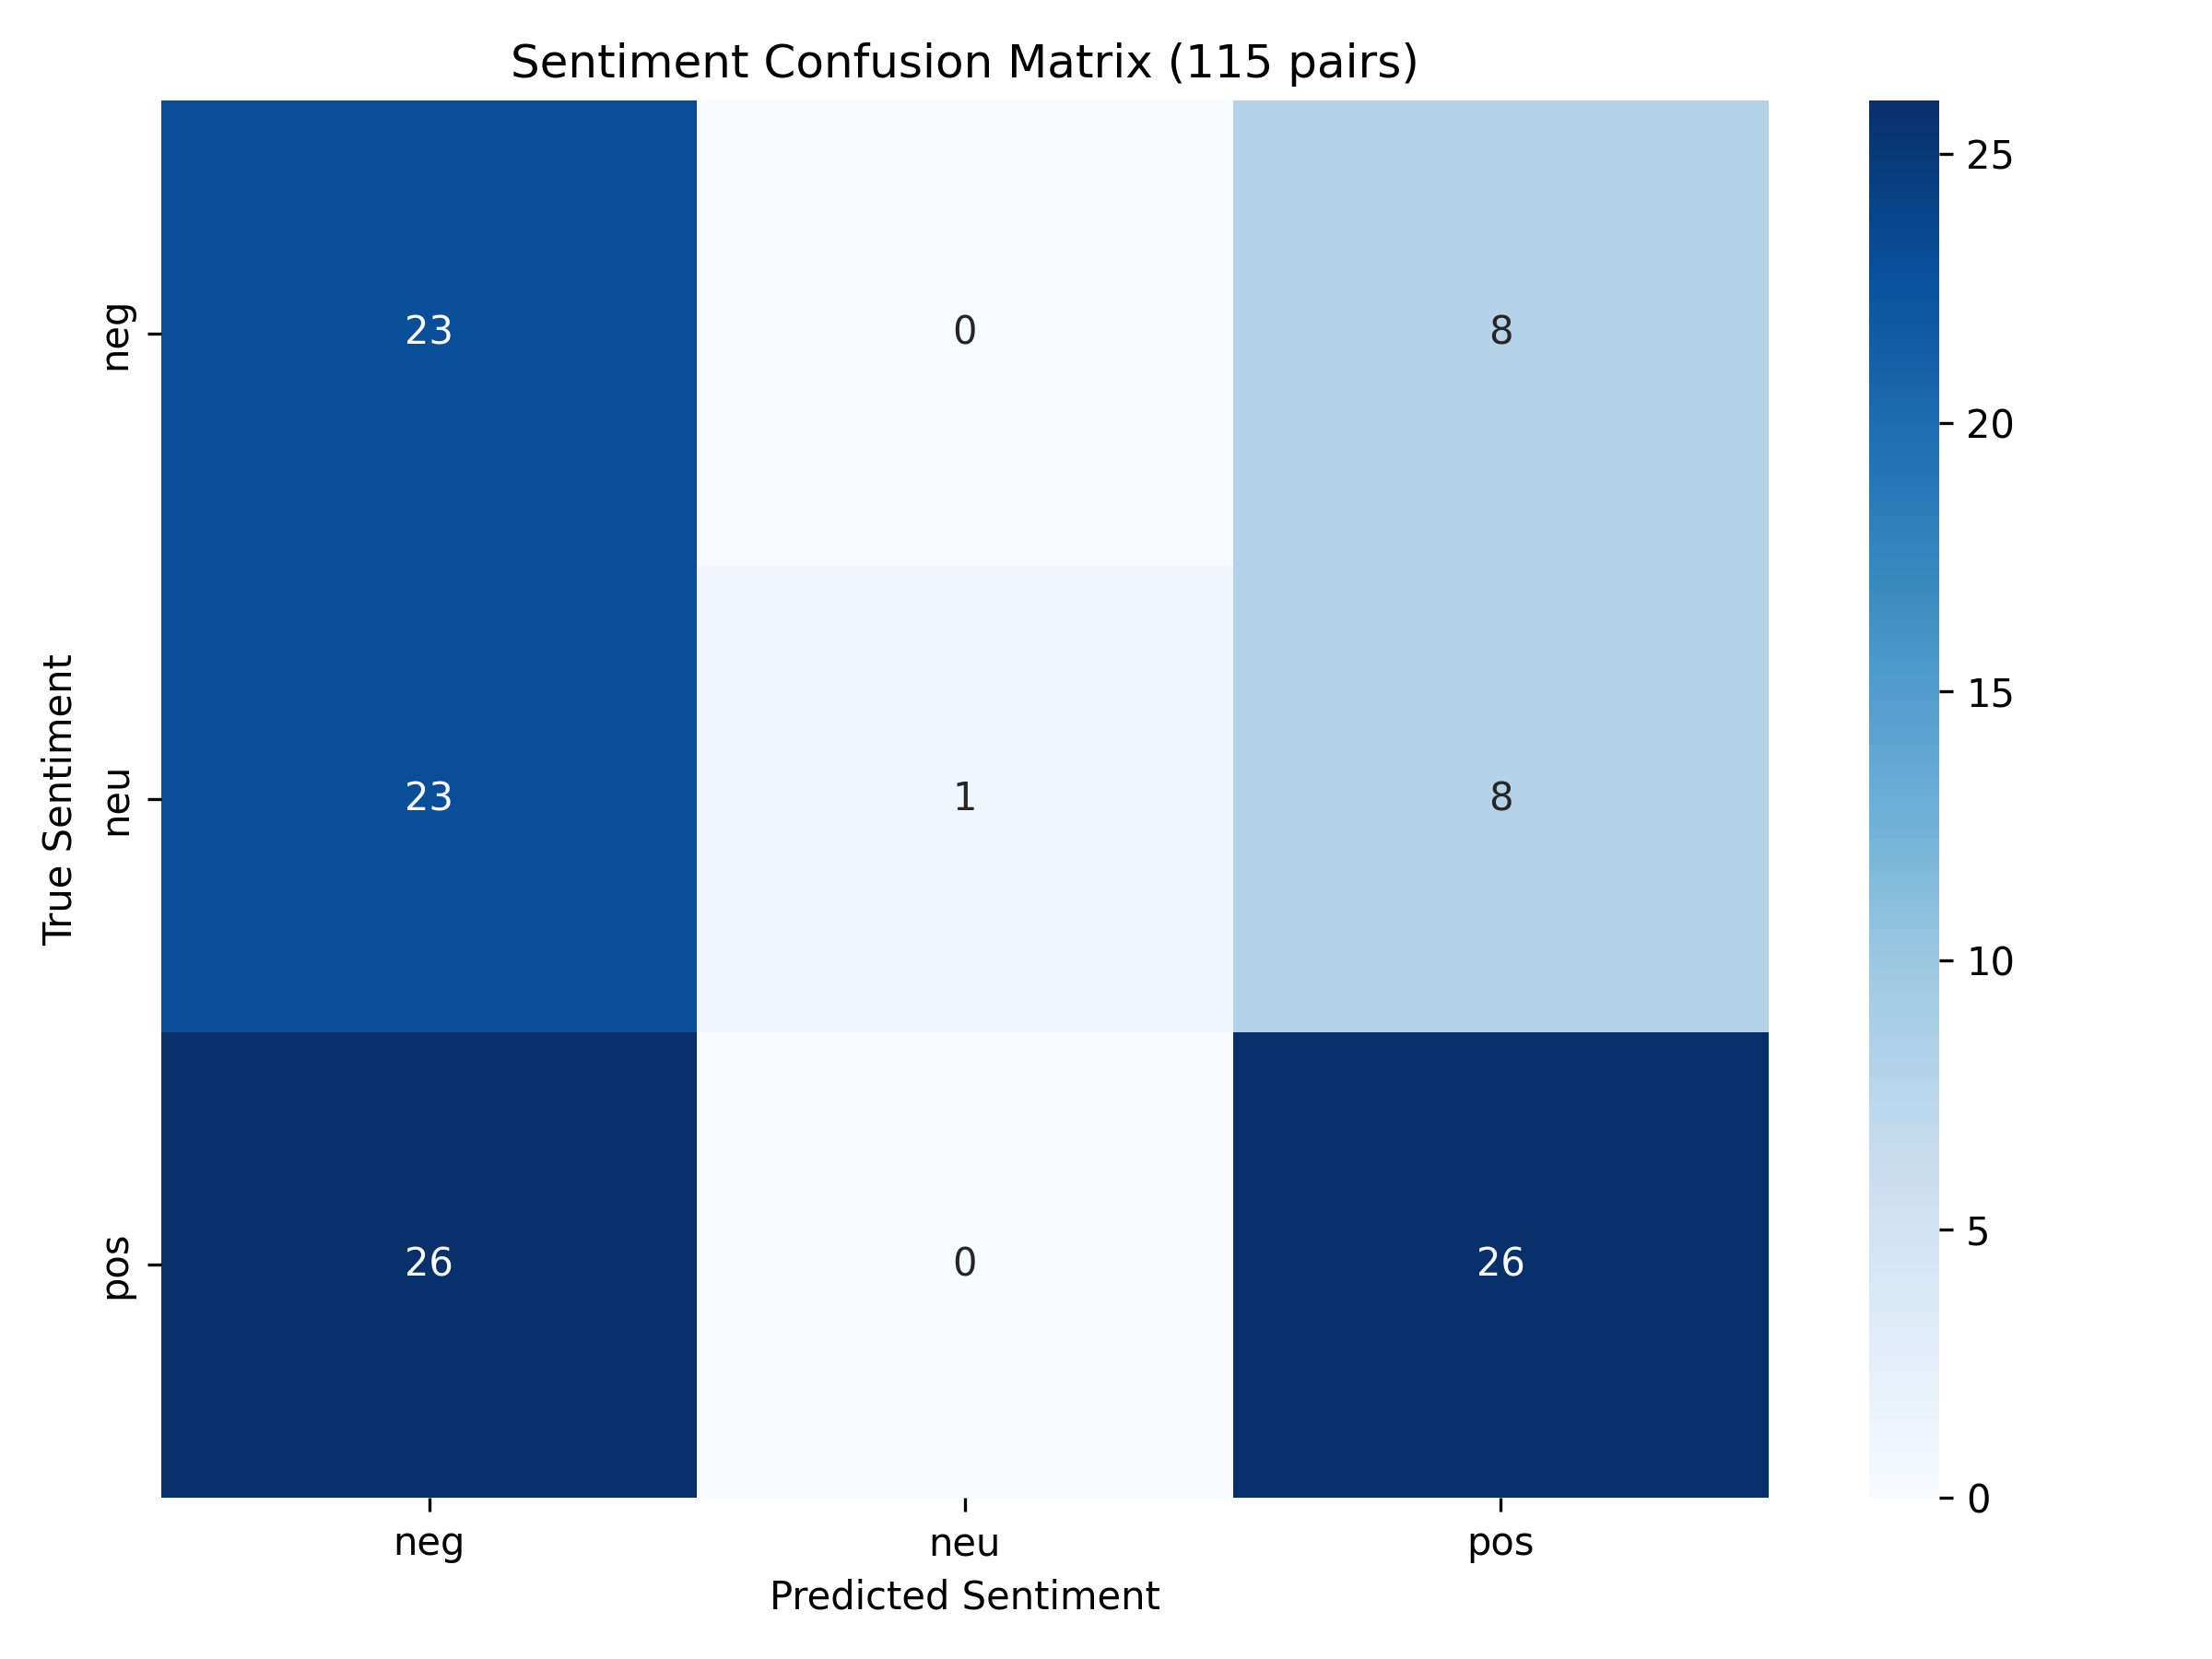 Sentiment Confusion Matrix (115 pairs)
True Sentiment
neg
23 0 8
neu
23 1 8
pos
26 0 26
neg neu pos
Predicted Sentiment
25
20
15
10
5
0